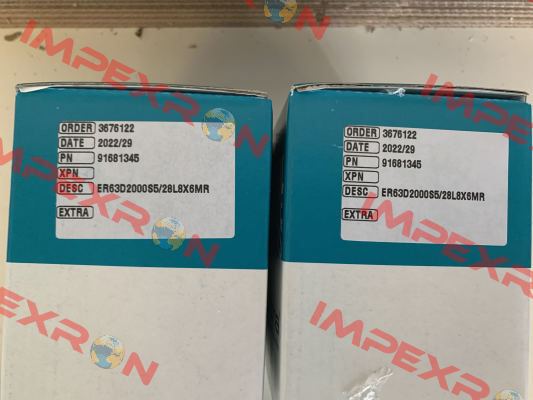 IMPEXRON
ORDER 3676122
DATE 2022/29
PN 91681345
XPN
DESC ER63D2000S5/28L8X6MR
EXTRA
ORDER 3676122
DATE 2022/29
PN 91681345
XPN
DESC ER63D2000S5/28L8X6MR
EXTRA
IMPEXRON
IMPEXRON